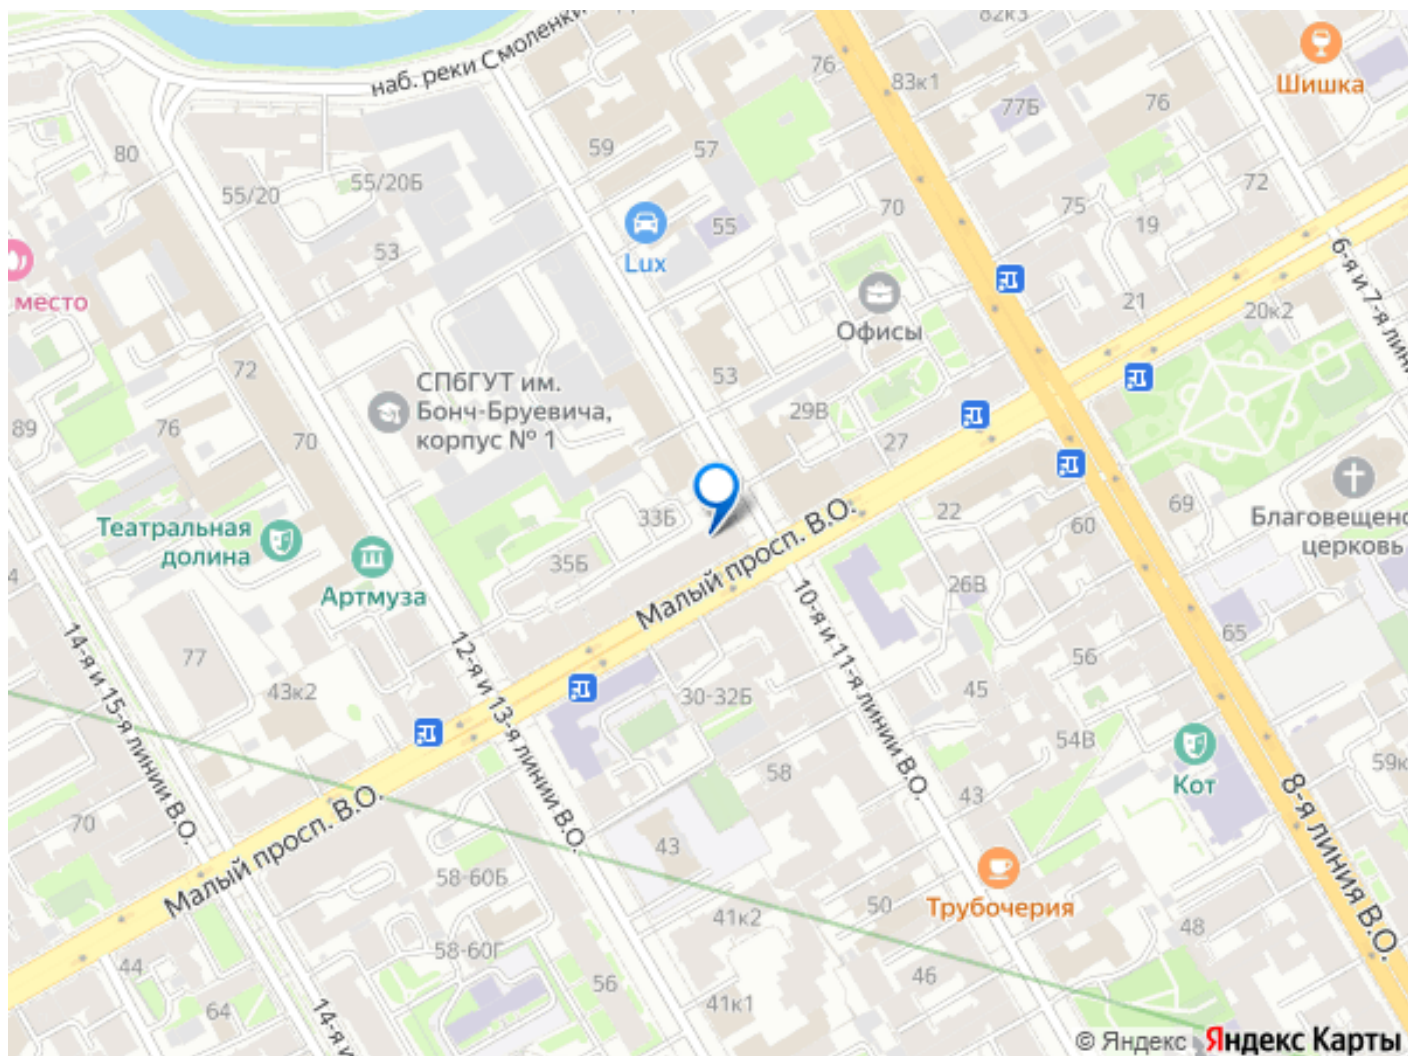 наб. реки Смоленки
82к3
Шишка
76
83к1
77Б
76
80
59
57
55/20
55/20Б
72
70
75
19
55
53
Lux
6-я и 7-я лини
место
Офисы
21
20к2
72
СПбГУТ им.
Бонч-Бруевича,
корпус № 1
53
29В
27
89
76
70
33Б
22
69
60
Благовещенс
церковь
Театральная
долина
35Б
Малый просп. В.О.
26В
4
Артмуза
10-я и 11-я линии В.О.
65
14-я и 15-я линии В.О.
77
12-я и 13-я линии В.О.
56
43к2
30-32Б
45
54В
58
Кот
59к
43
8-я линия В.О.
70
Малый просп. В.О.
43
58-60Б
50
Трубочерия
41к2
48
58-60Г
44
56
46
64
41к1
14-я и
© Яндекс Яндекс Карты